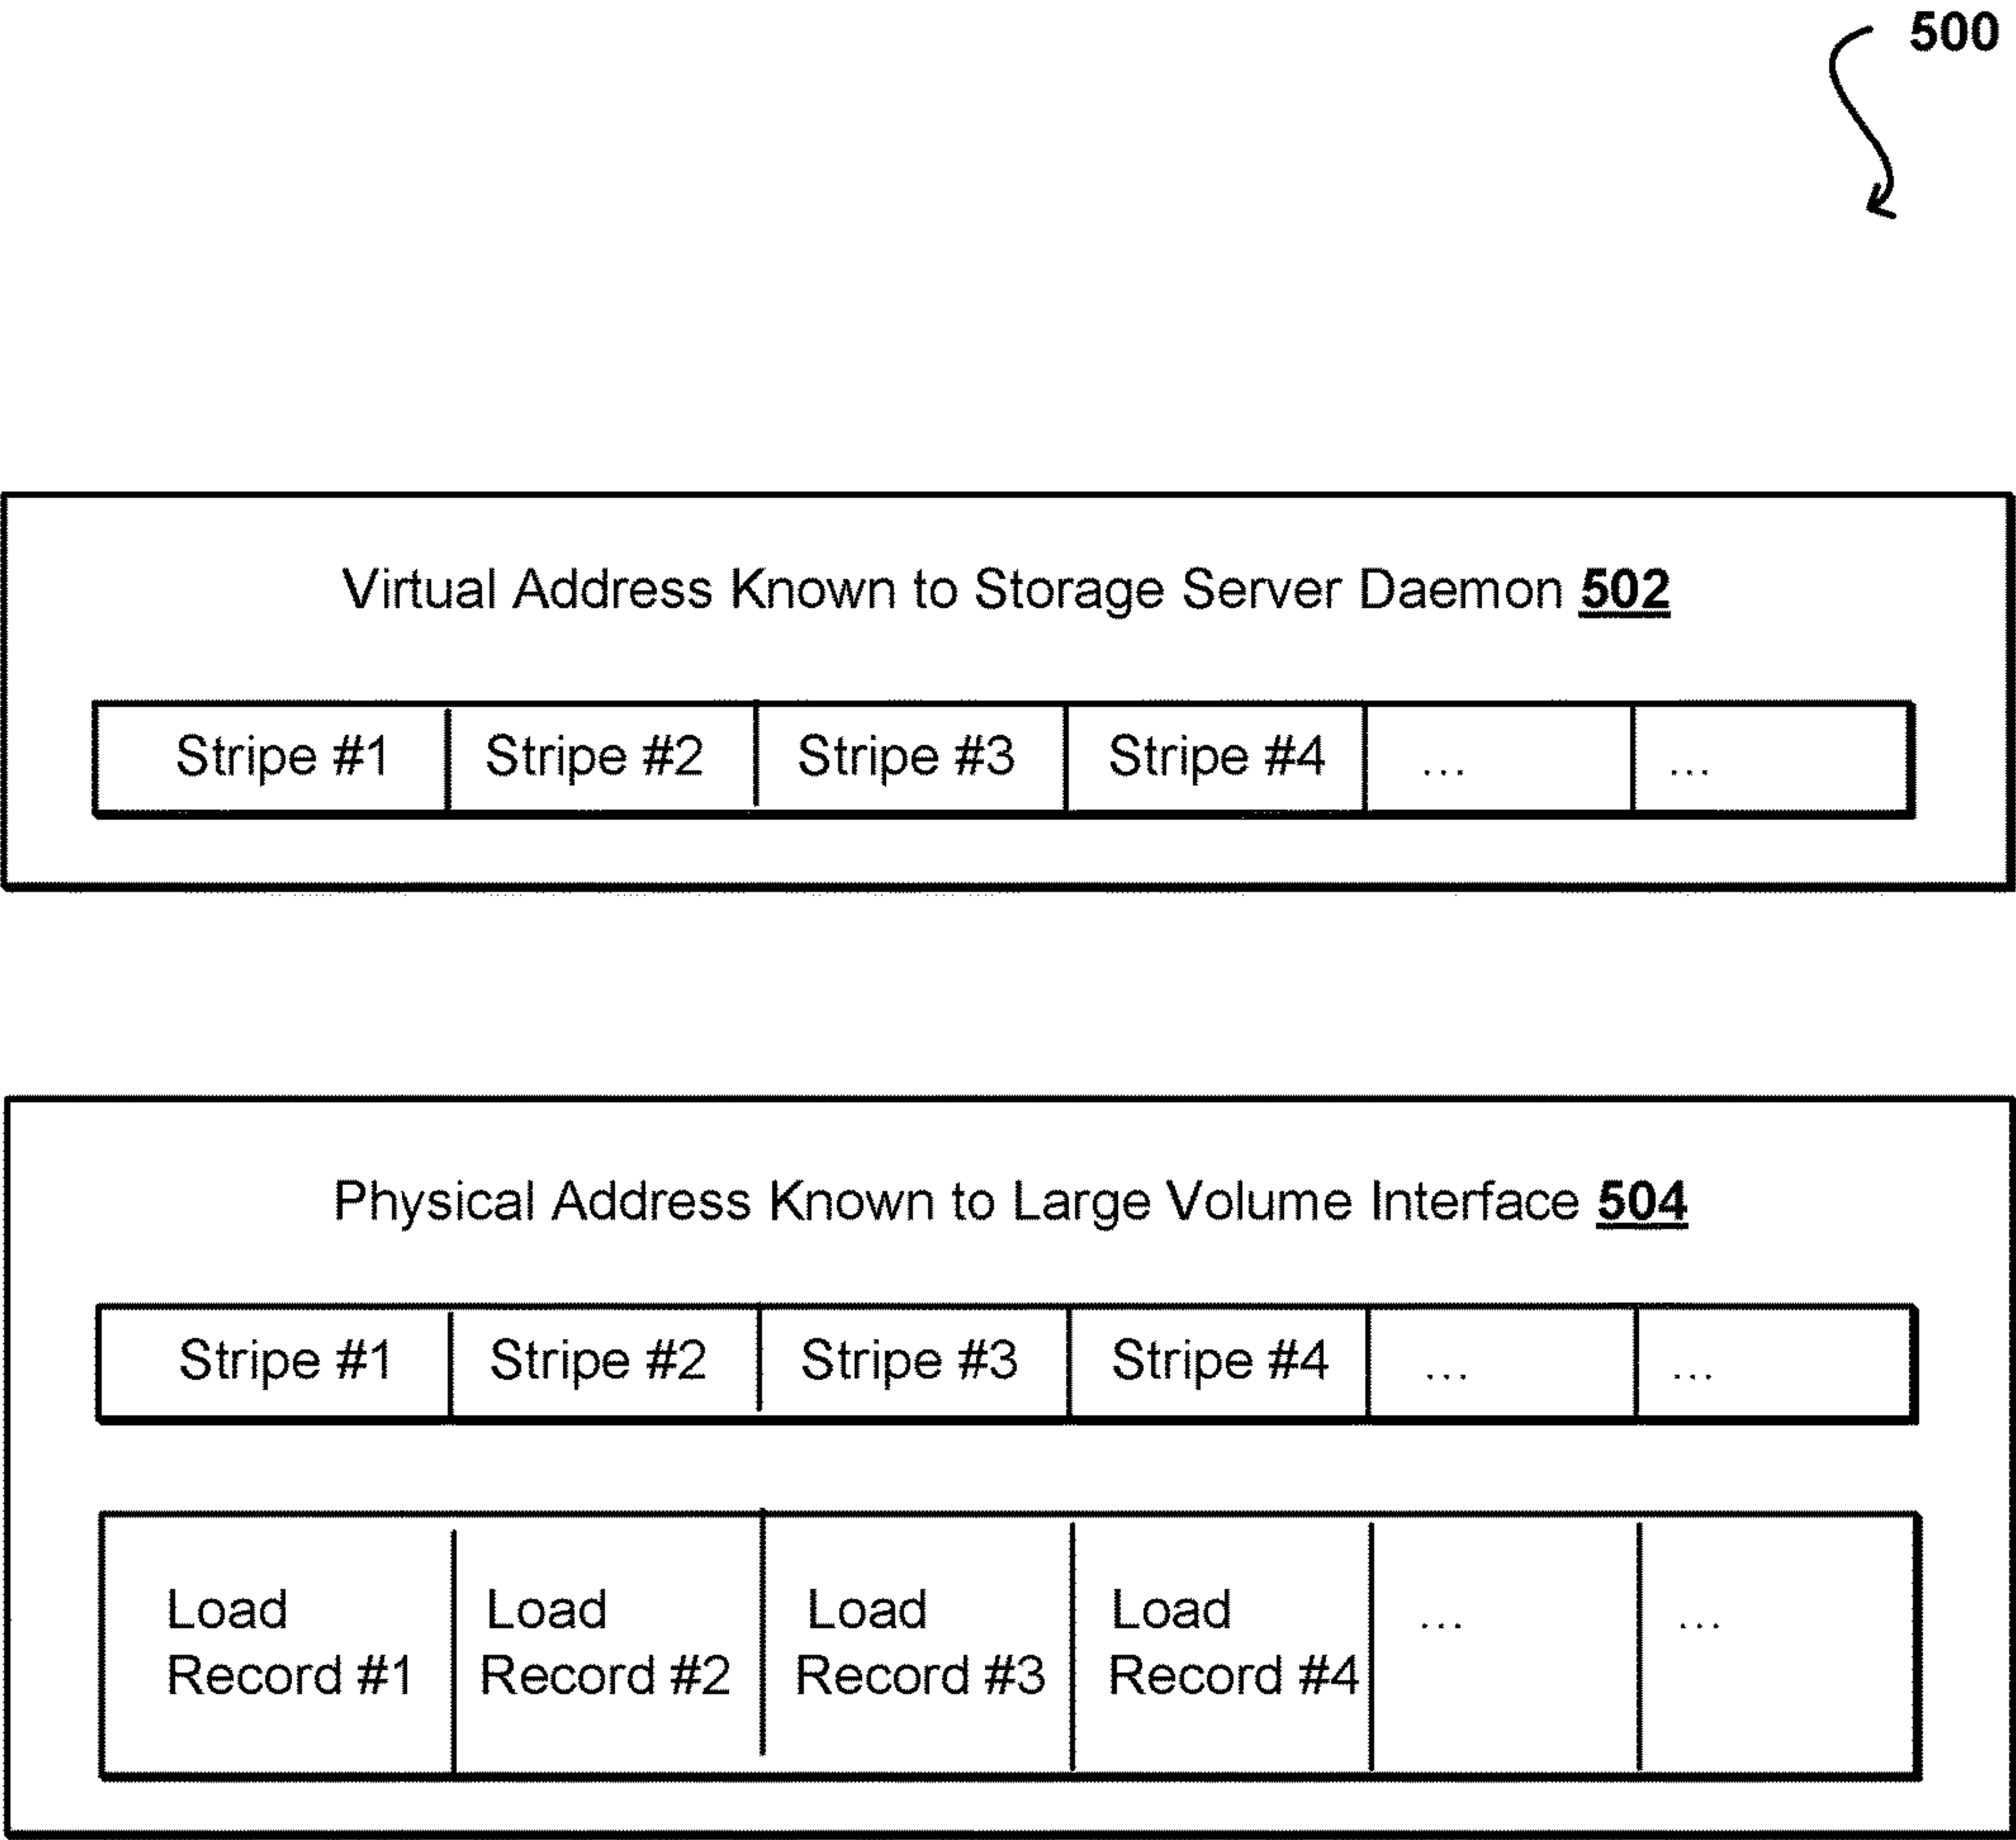 500
Virtual Address Known to Storage Server Daemon 502
Stripe #1 Stripe #2 Stripe #3 Stripe #4 ... ...
Physical Address Known to Large Volume Interface 504
Stripe #1 Stripe #2 Stripe #3 Stripe #4 ... ...
Load Load Load Load ... ...
Record #1 Record #2 Record #3 Record #4